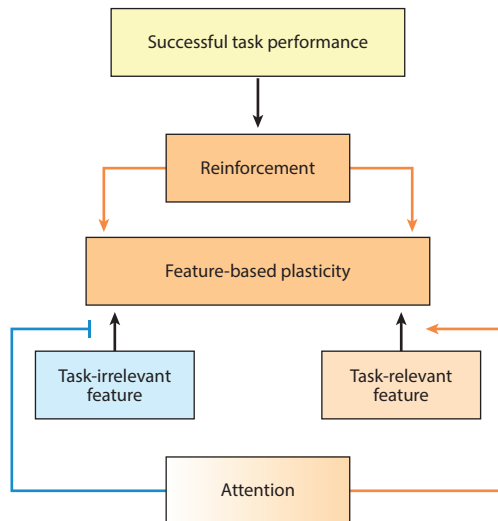 Successful task performance
Reinforcement
Feature-based plasticity
Task-irrelevant
feature
Task-relevant
feature
Attention